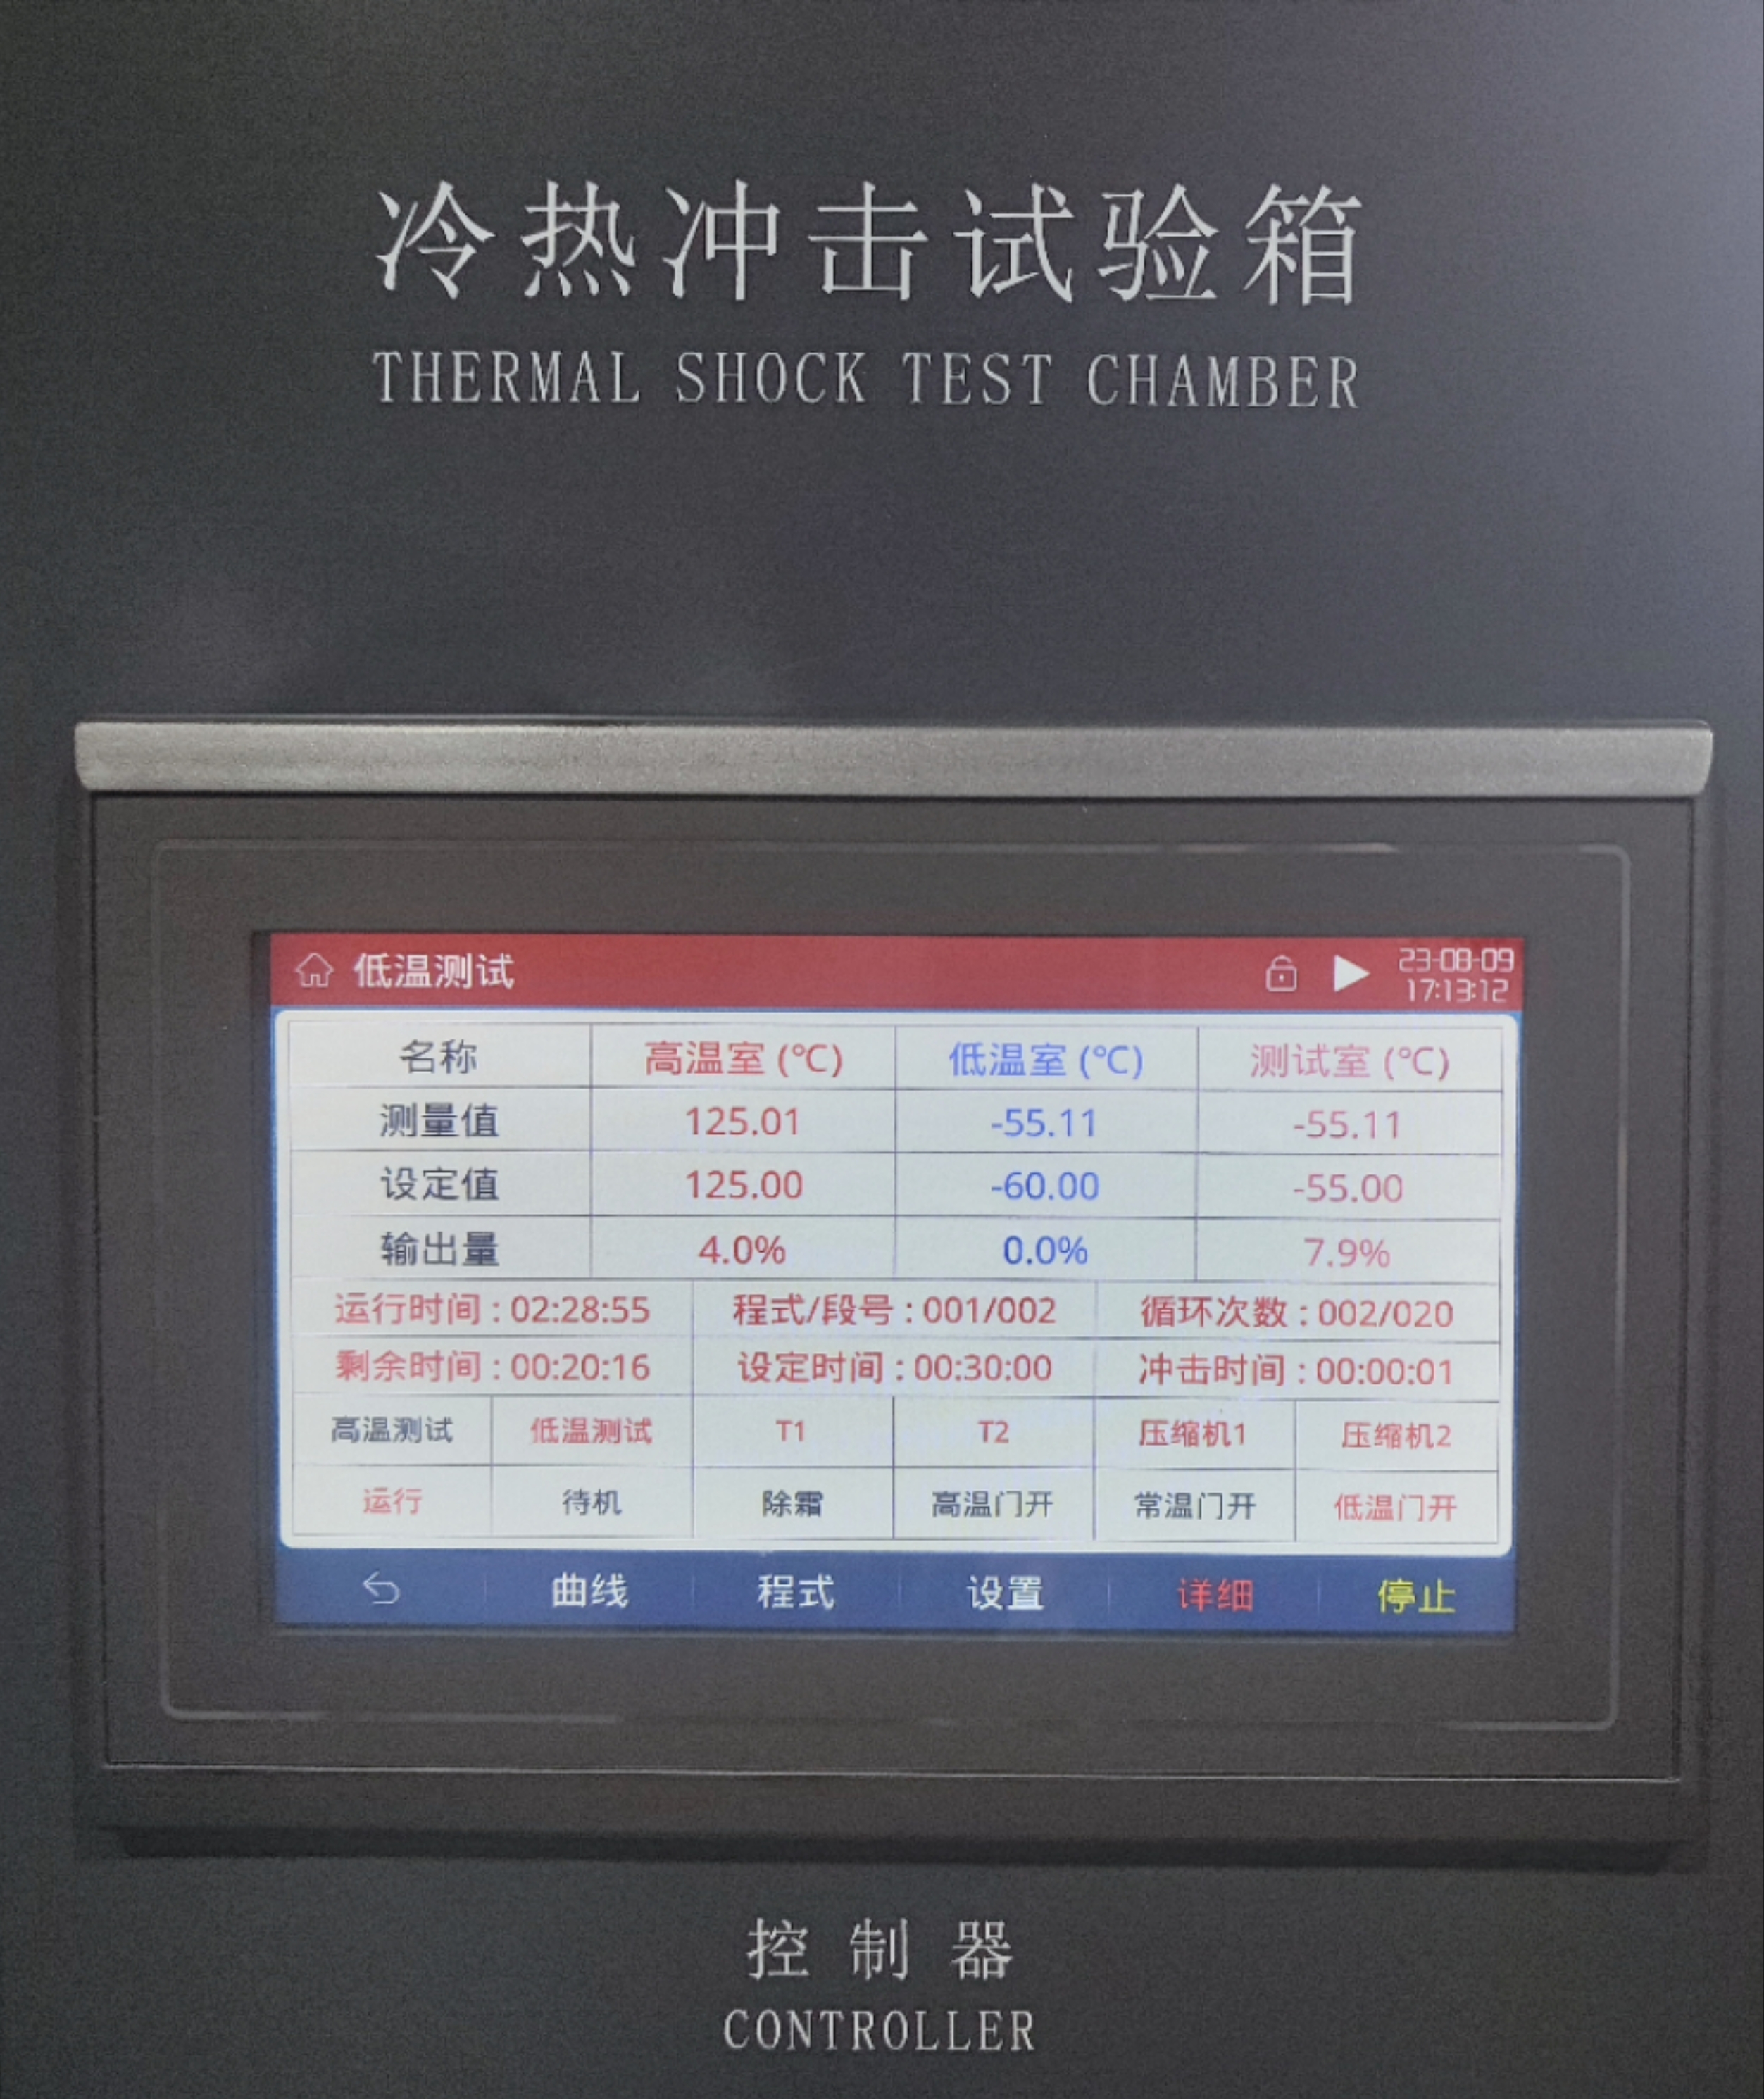 冷热冲击试验箱
THERMAL SHOCK TEST CHAMBER
低温测试 23-08-09
17:13:12
名称 高温室 (℃) 低温室 (℃) 测试室 (℃)
测量值 125.01 -55.11 -55.11
设定值 125.00 -60.00 -55.00
输出量 4.0% 0.0% 7.9%
运行时间 : 02:28:55 程式/段号 : 001/002 循环次数 : 002/020
剩余时间 : 00:20:16 设定时间 : 00:30:00 冲击时间 : 00:00:01
高温测试 低温测试 T1 T2 压缩机1 压缩机2
运行 待机 除霜 高温门开 常温门开 低温门开
曲线 程式 设置 详细 停止
控制器
CONTROLLER